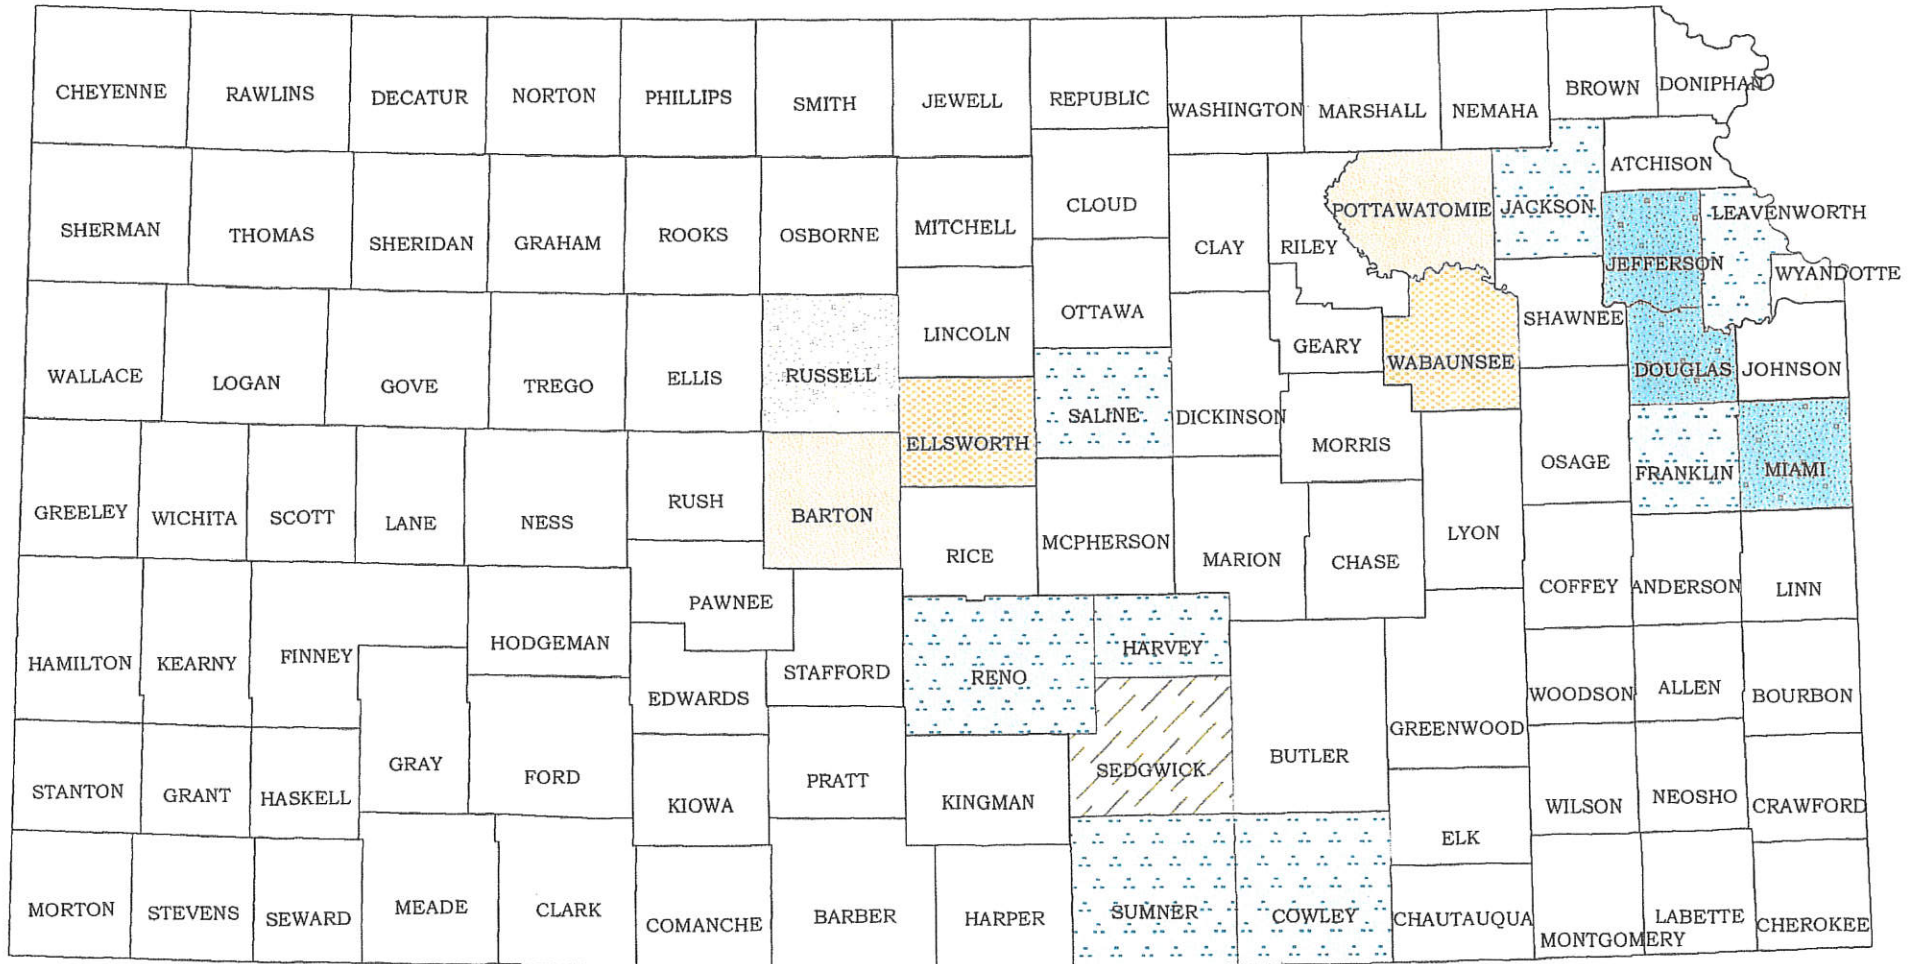 CHEYENNE
RAWLINS
DECATUR
NORTON
PHILLIPS
SMITH
JEWELL
REPUBLIC
WASHINGTON
MARSHALL
NEMAHA
BROWN
DONIPHAN
SHERMAN
THOMAS
SHERIDAN
GRAHAM
ROOKS
OSBORNE
MITCHELL
CLOUD
CLAY
RILEY
POTTAWATOMIE
JACKSON
ATCHISON
JEFFERSON
LEAVENWORTH
WYANDOTTE
WALLACE
LOGAN
GOVE
TREGO
ELLIS
RUSSELL
LINCOLN
OTTAWA
GEARY
WABAUNSEE
SHAWNEE
DOUGLAS
JOHNSON
ELLSWORTH
SALINE
DICKINSON
MORRIS
OSAGE
FRANKLIN
MIAMI
GREELEY
WICHITA
SCOTT
LANE
NESS
RUSH
BARTON
RICE
MCPHERSON
MARION
CHASE
LYON
COFFEY
ANDERSON
LINN
HAMILTON
KEARNY
FINNEY
HODGEMAN
PAWNEE
STAFFORD
EDWARDS
RENO
HARVEY
WOODSON
ALLEN
BOURBON
GREENWOOD
STANTON
GRANT
HASKELL
GRAY
FORD
KIOWA
PRATT
KINGMAN
SEDGWICK
BUTLER
ELK
WILSON
NEOSHO
CRAWFORD
MORTON
STEVENS
SEWARD
MEADE
CLARK
COMANCHE
BARBER
HARPER
SUMNER
COWLEY
CHAUTAUQUA
MONTGOMERY
LABETTE
CHEROKEE